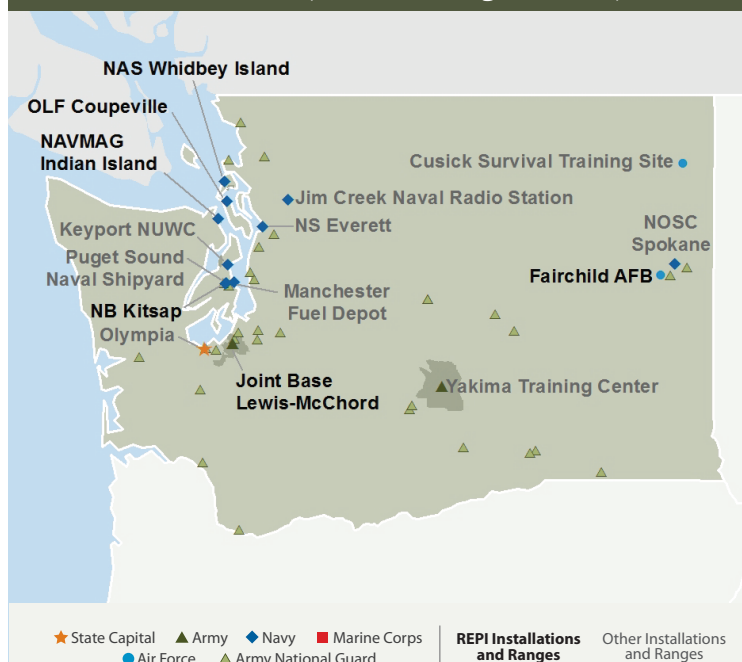 NAS Whidbey Island
OLF Coupeville
NAVMAG
Indian Island
Cusick Survival Training Site
Jim Creek Naval Radio Station
Keyport NUWC
NS Everett
NOSC
Spokane
Puget Sound
Naval Shipyard
Fairchild AFB
Manchester
Fuel Depot
NB Kitsap
Olympia
Joint Base
Lewis-McChord
Yakima Training Center
State Capital
Army
Navy
Marine Corps
Air Force
Army National Guard
REPI Installations
and Ranges
Other Installations
and Ranges